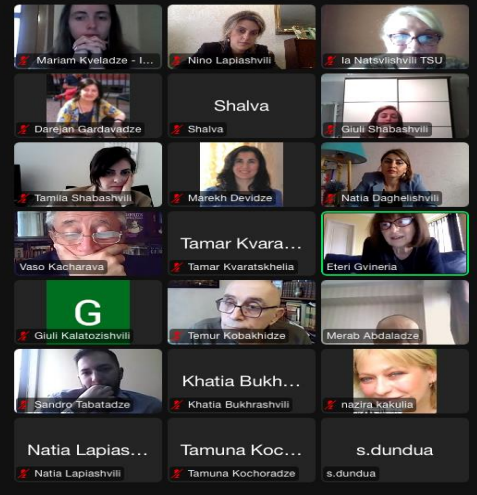 Mariam Kveladze - I...
Nino Lapiashvili
Ia Natsvlishvili TSU
Darejan Gardavadze
Shalva
Shalva
Giuli Shabashvili
Tamila Shabashvili
Marekh Devidze
Natia Daghelishvili
Vaso Kacharava
Tamar Kvara...
Tamar Kvaratskhelia
Eteri Gvineria
G
Giuli Kalatozishvili
Temur Kobakhidze
Merab Abdaladze
Sandro Tabatadze
Khatia Bukh...
Khatia Bukhrashvili
nazira kakulia
Natia Lapias...
Natia Lapiashvili
Tamuna Koc...
Tamuna Kochoradze
s.dundua
s.dundua